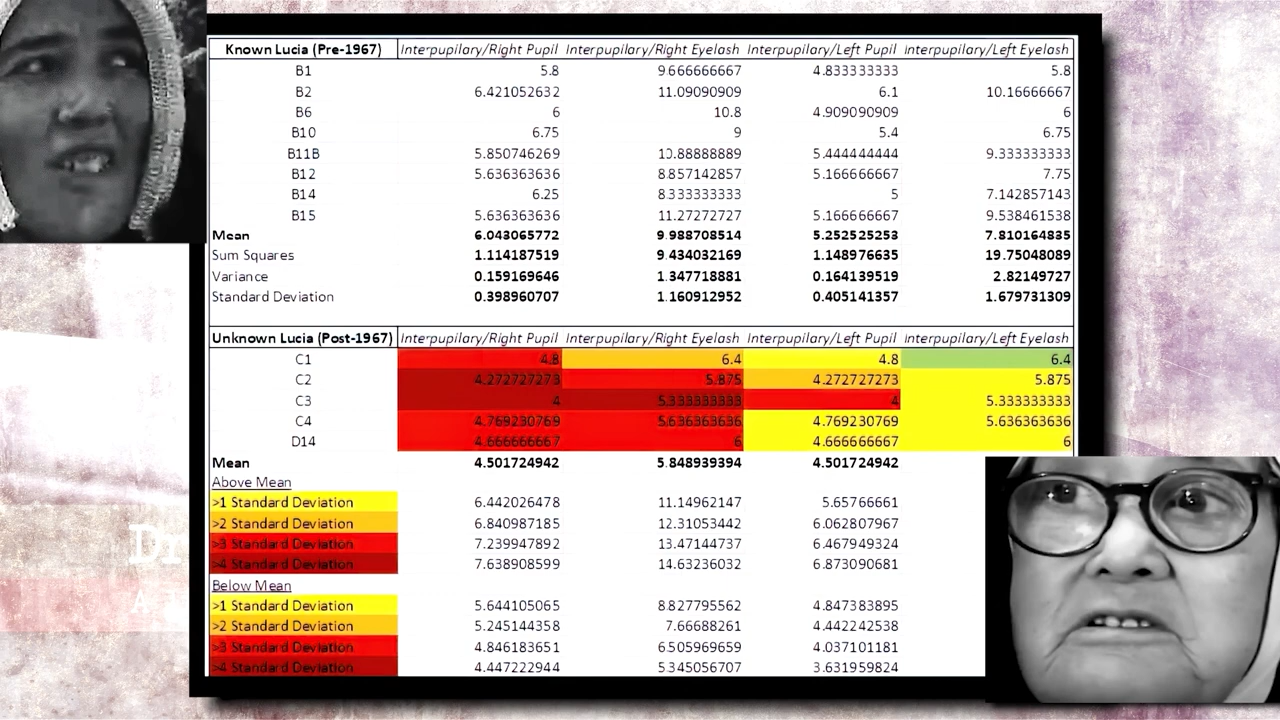 Known Lucia (Pre-1967) Interpupilary/Right Pupil Interpupilary/Right Eyelash Interpupilary/Left Pupil Interpupilary/Left Eyelash
B1 5.8 9.666666667 4.833333333 5.8
B2 6.421052632 11.09090909 6.1 10.16666667
B6 6 10.8 4.909090909 6
B10 6.75 9 5.4 6.75
B11B 5.850746269 10.88888889 5.444444444 9.333333333
B12 5.636363636 8.857142857 5.166666667 7.75
B14 6.25 8.333333333 5 7.142857143
B15 5.636363636 11.27272727 5.166666667 9.538461538
Mean 6.043065772 9.988708514 5.252525253 7.810164835
Sum Squares 1.114187519 9.434032169 1.148976635 19.75048089
Variance 0.159169646 1.347718881 0.164139519 2.82149727
Standard Deviation 0.398960707 1.160912952 0.405141357 1.679731309
Unknown Lucia (Post-1967) Interpupilary/Right Pupil Interpupilary/Right Eyelash Interpupilary/Left Pupil Interpupilary/Left Eyelash
C1 4.8 6.4 4.8 6.4
C2 4.272727273 5.875 4.272727273 5.875
C3 4 5.333333333 4 5.333333333
C4 4.769230769 5.636363636 4.769230769 5.636363636
D14 4.666666667 6 4.666666667 6
Mean 4.501724942 5.848939394 4.501724942
Above Mean
>1 Standard Deviation 6.442026478 11.14962147 5.65766661
>2 Standard Deviation 6.840987185 12.31053442 6.062807967
>3 Standard Deviation 7.239947892 13.47144737 6.467949324
>4 Standard Deviation 7.638908599 14.63236032 6.873090681
Below Mean
>1 Standard Deviation 5.644105065 8.827795562 4.847383895
>2 Standard Deviation 5.245144358 7.66688261 4.442242538
>3 Standard Deviation 4.846183651 6.505969659 4.037101181
>4 Standard Deviation 4.447222944 5.345056707 3.631959824
Dr